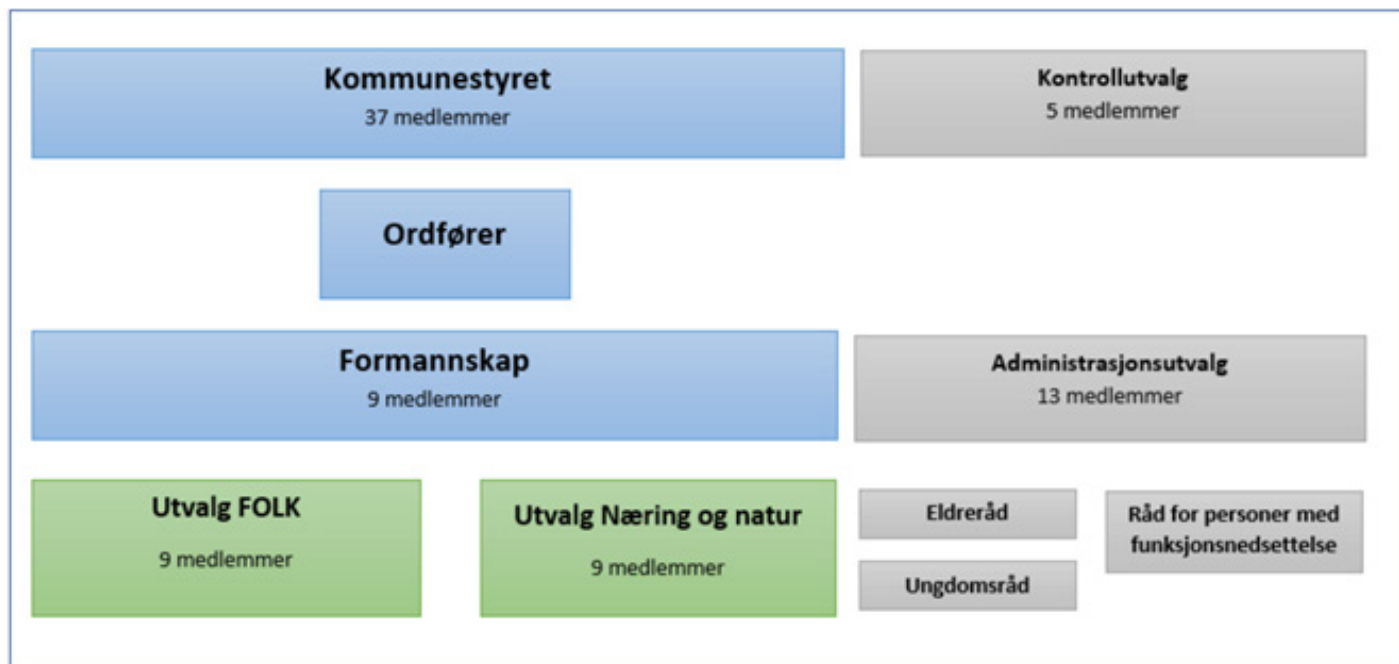 Kommunestyret
37 medlemmer
Kontrollutvalg
5 medlemmer
Ordfører
Formannskap
9 medlemmer
Administrasjonsutvalg
13 medlemmer
Utvalg FOLK
9 medlemmer
Utvalg Næring og natur
9 medlemmer
Eldreråd
Ungdomsråd
Råd for personer med
funksjonsnedsettelse